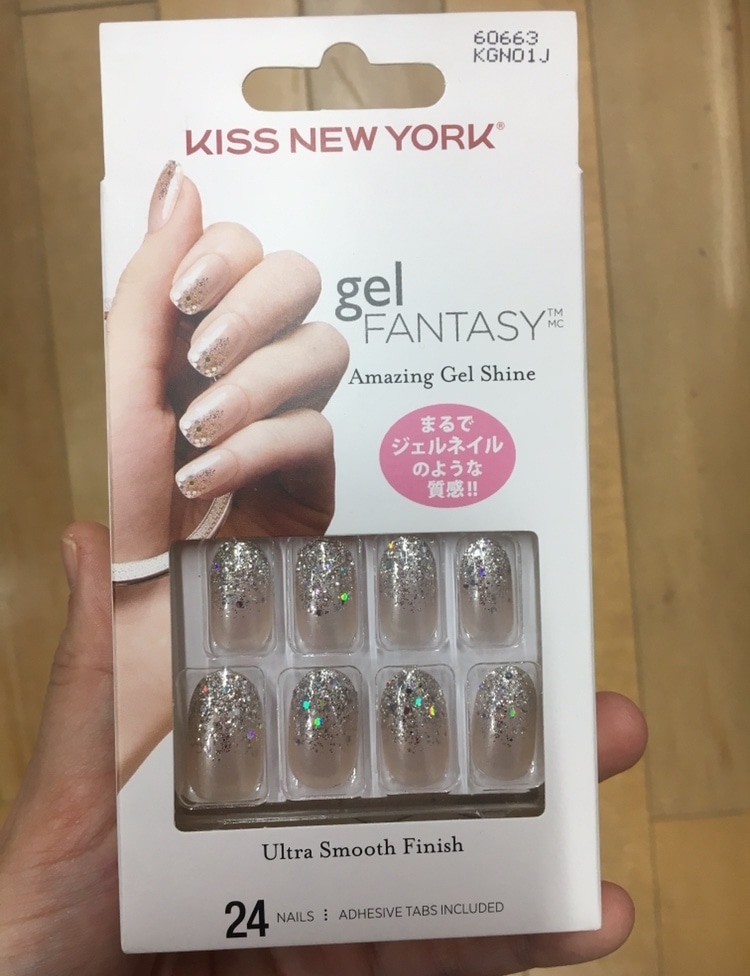 60663
KGN01J
KISS NEW YORK®
gel
FANTASY™ MC
Amazing Gel Shine
まるで
ジェルネイル
のような
質感!!
Ultra Smooth Finish
24 NAILS ⋮ ADHESIVE TABS INCLUDED